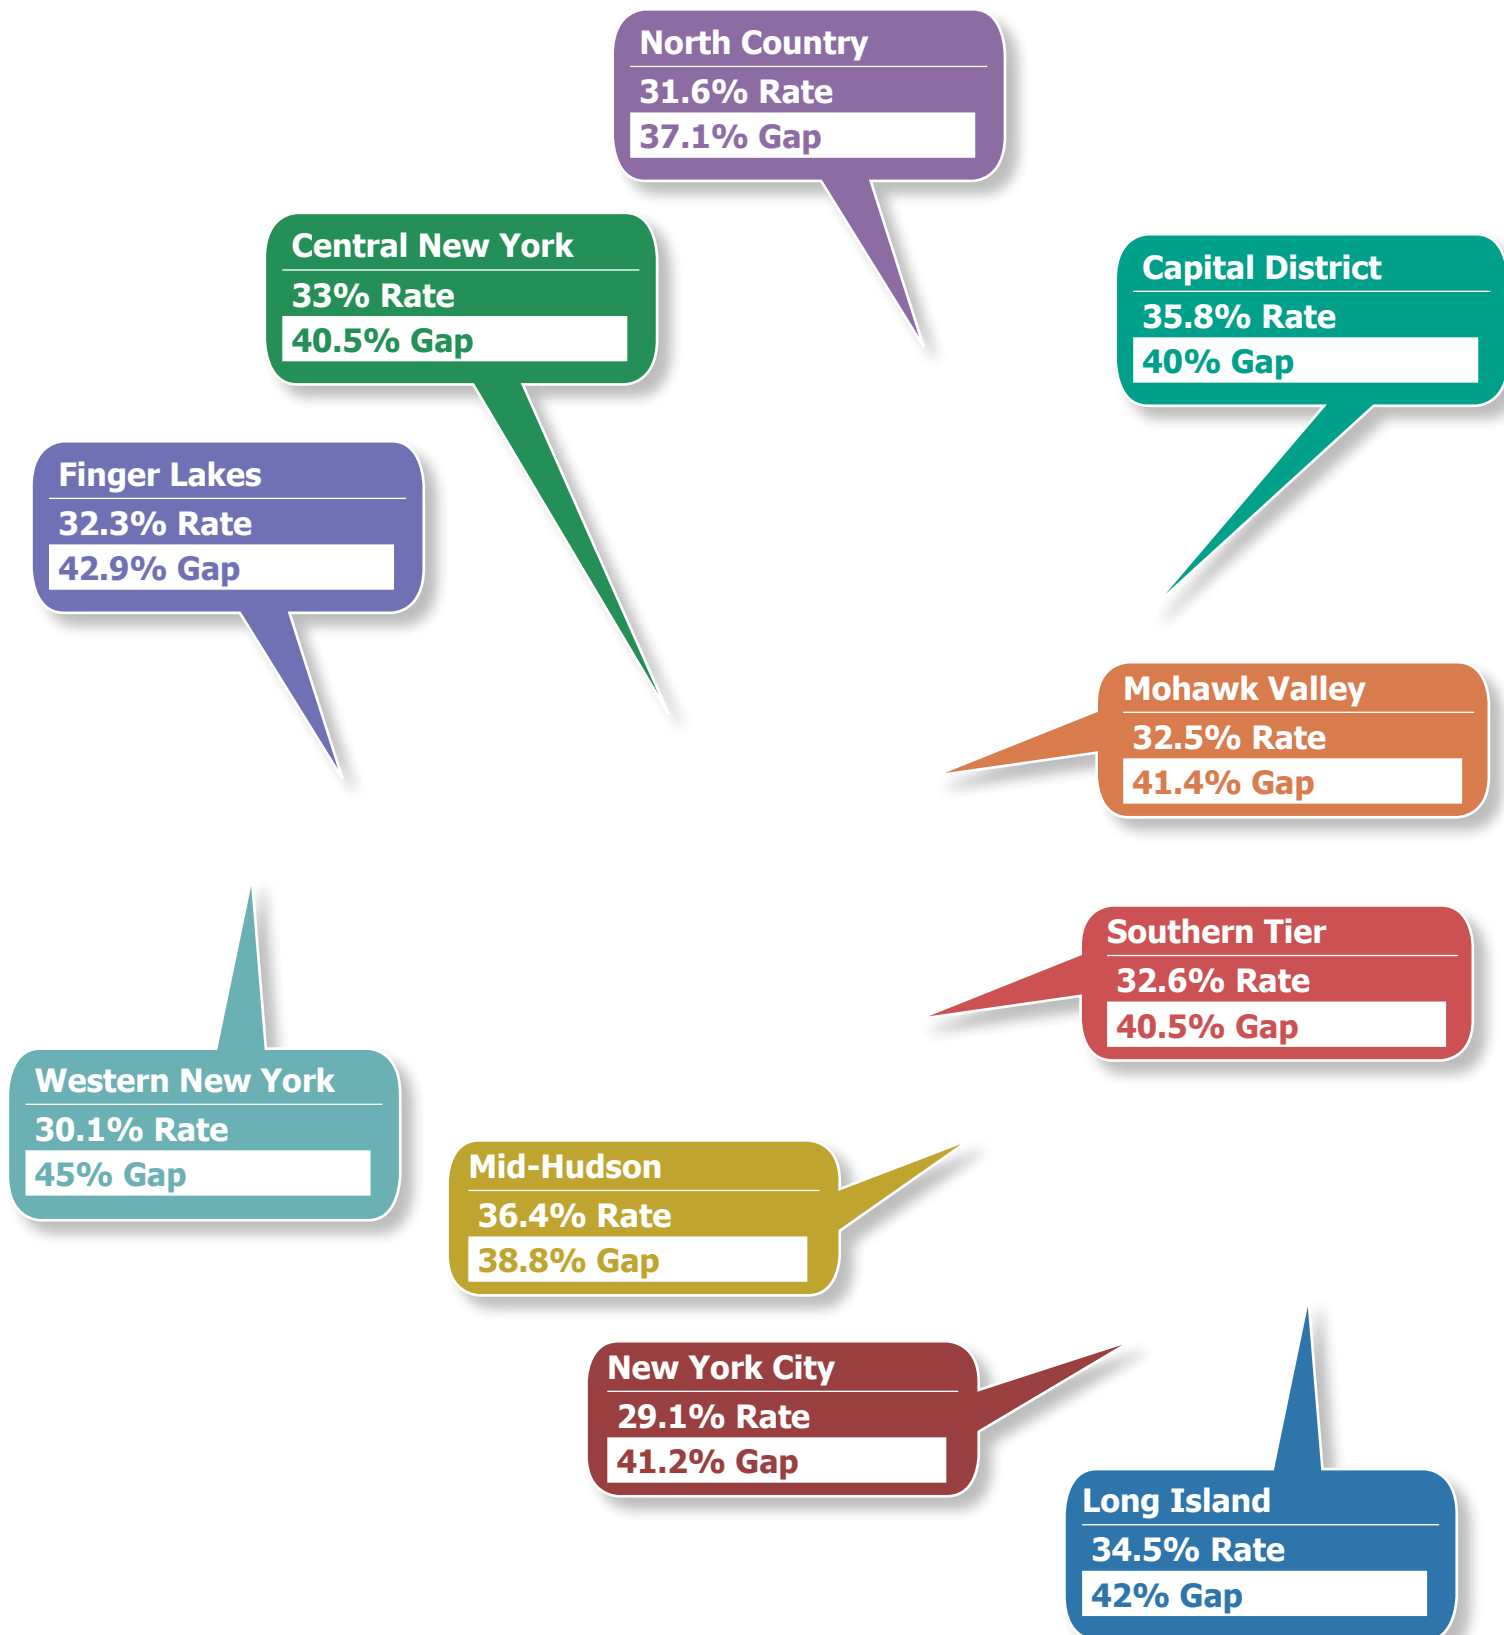 North Country
31.6% Rate
37.1% Gap
Central New York
33% Rate
40.5% Gap
Capital District
35.8% Rate
40% Gap
Finger Lakes
32.3% Rate
42.9% Gap
Mohawk Valley
32.5% Rate
41.4% Gap
Southern Tier
32.6% Rate
40.5% Gap
Western New York
30.1% Rate
45% Gap
Mid-Hudson
36.4% Rate
38.8% Gap
New York City
29.1% Rate
41.2% Gap
Long Island
34.5% Rate
42% Gap